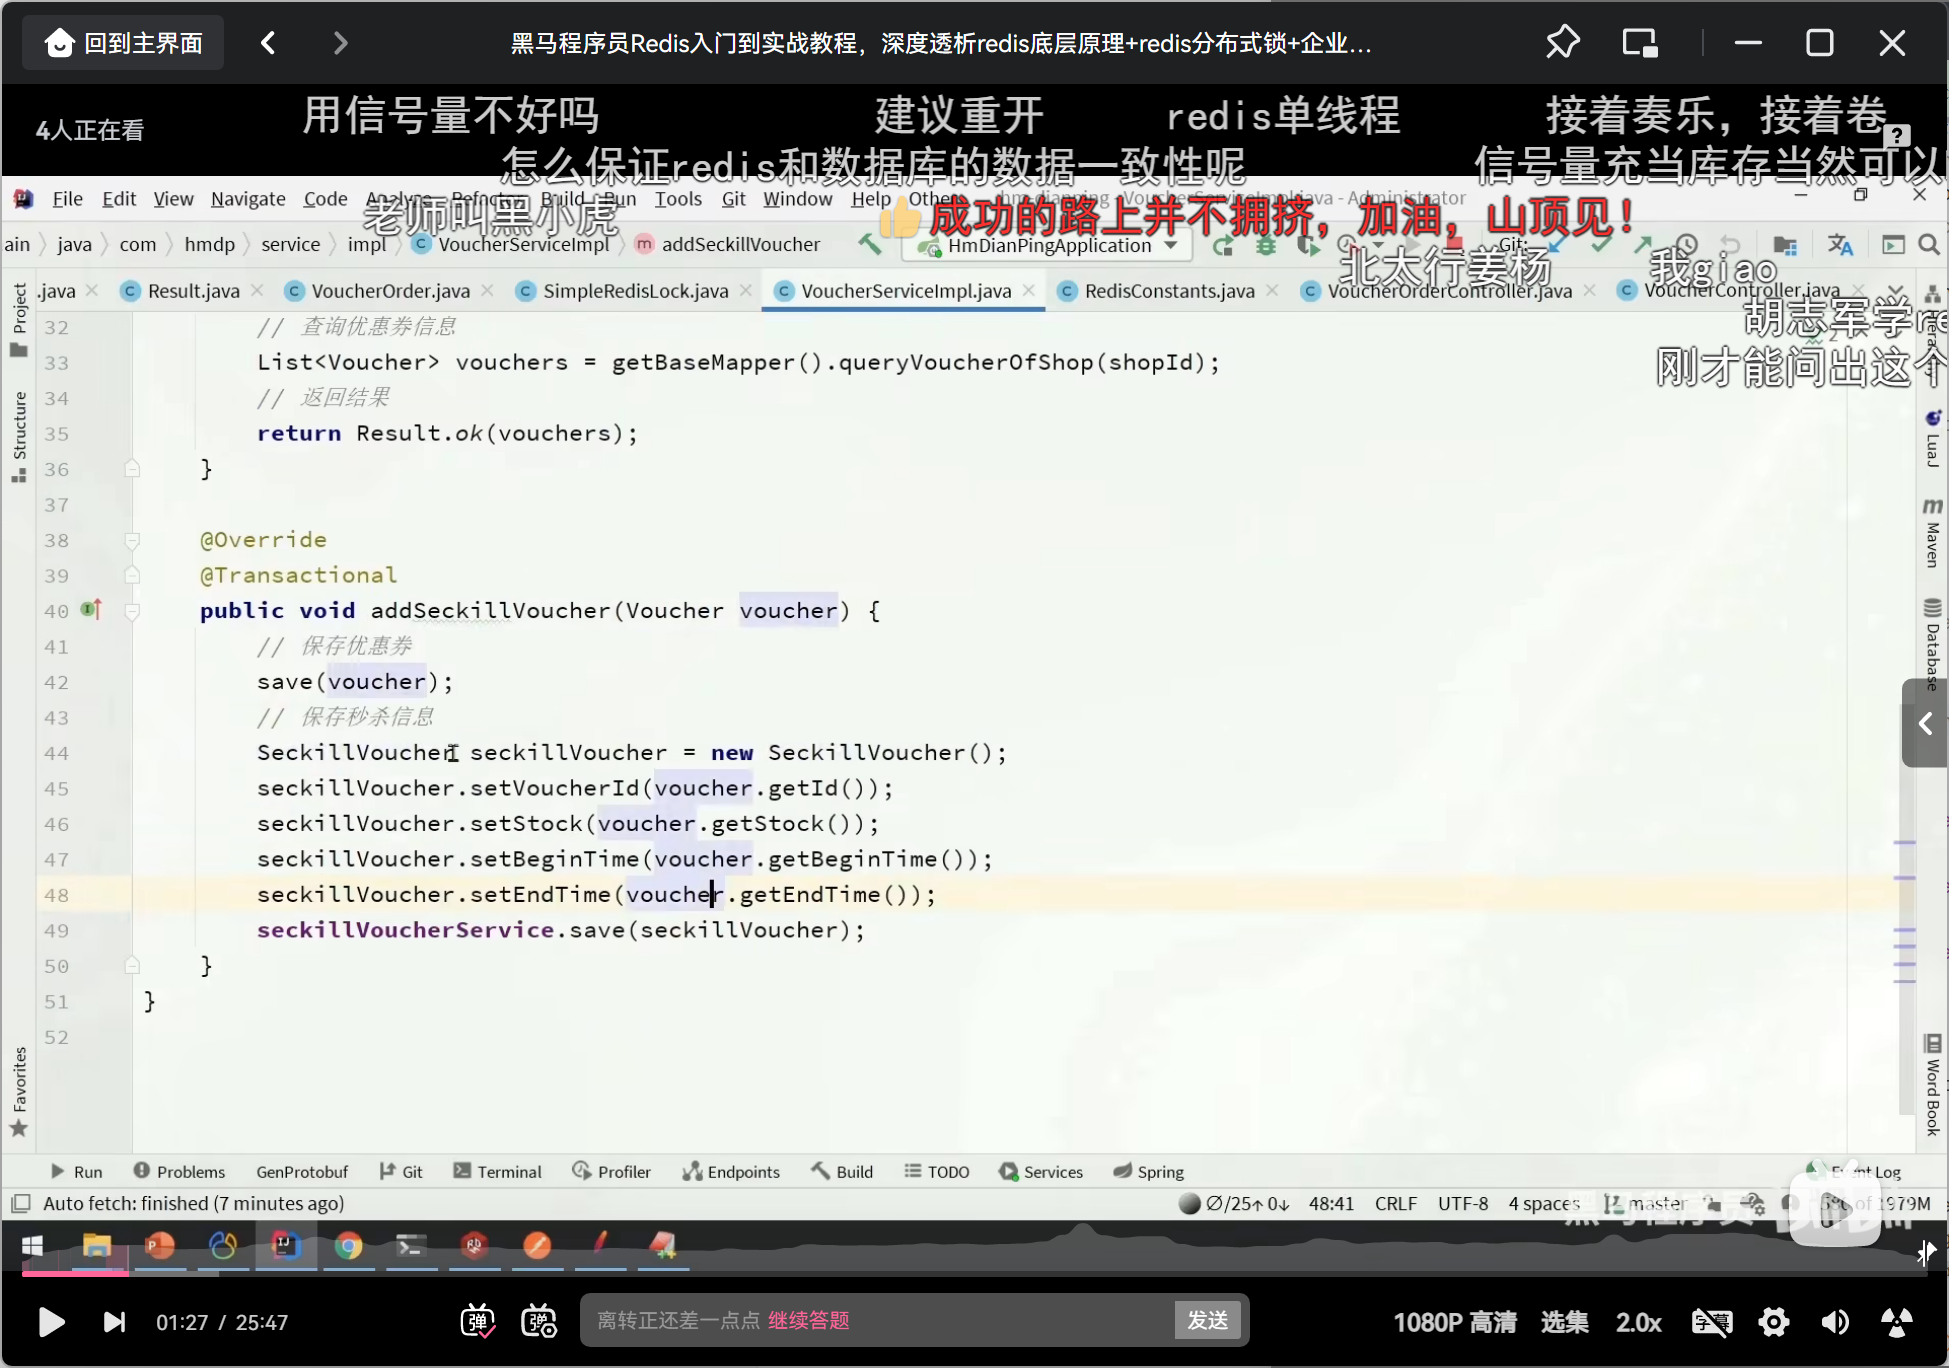 回到主界面
黑马程序员Redis入门到实战教程，深度透析redis底层原理+redis分布式锁+企业…
4人正在看
用信号量不好吗
建议重开
redis单线程
接着奏乐，接着卷
怎么保证redis和数据库的数据一致性呢
信号量充当库存当然可以
File Edit View Navigate Code Analyze Refactor Build Run Tools Git Window Help Other
VoucherServiceImpl.java - Administrator
老师叫黑小虎
成功的路上并不拥挤，加油，山顶见！
ain java com hmdp service impl VoucherServiceImpl addSeckillVoucher
HmDianPingApplication
Git:
北太行姜杨
我giao
.java Result.java VoucherOrder.java SimpleRedisLock.java VoucherServiceImpl.java RedisConstants.java VoucherOrderController.java VoucherController.java
胡志军学re
刚才能问出这个
32 // 查询优惠券信息
33 List<Voucher> vouchers = getBaseMapper().queryVoucherOfShop(shopId);
34 // 返回结果
35 return Result.ok(vouchers);
36 }
37
38 @Override
39 @Transactional
40 public void addSeckillVoucher(Voucher voucher) {
41 // 保存优惠券
42 save(voucher);
43 // 保存秒杀信息
44 SeckillVoucher seckillVoucher = new SeckillVoucher();
45 seckillVoucher.setVoucherId(voucher.getId());
46 seckillVoucher.setStock(voucher.getStock());
47 seckillVoucher.setBeginTime(voucher.getBeginTime());
48 seckillVoucher.setEndTime(voucher.getEndTime());
49 seckillVoucherService.save(seckillVoucher);
50 }
51 }
52
Project
Structure
Favorites
LuaJ
Maven
Database
Word Book
Run Problems GenProtobuf Git Terminal Profiler Endpoints Build TODO Services Spring Event Log
Auto fetch: finished (7 minutes ago)
Ø/25↑ 0↓ 48:41 CRLF UTF-8 4 spaces master
of 1979M
黑马程序员
01:27 / 25:47
离转正还差一点点 继续答题
发送
1080P 高清 选集 2.0x